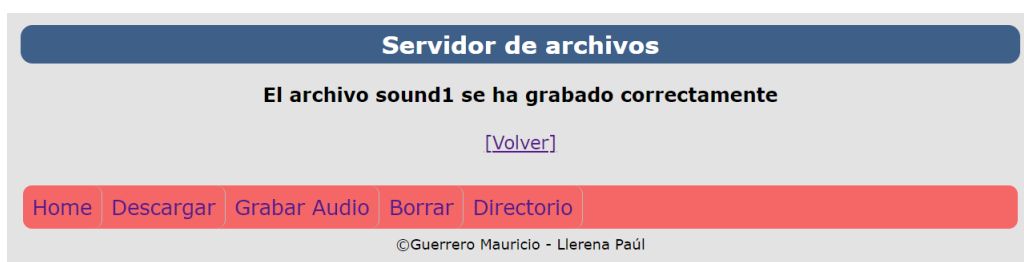 Servidor de archivos
El archivo sound1 se ha grabado correctamente
[Volver]
Home Descargar Grabar Audio Borrar Directorio
©Guerrero Mauricio - Llerena Paúl